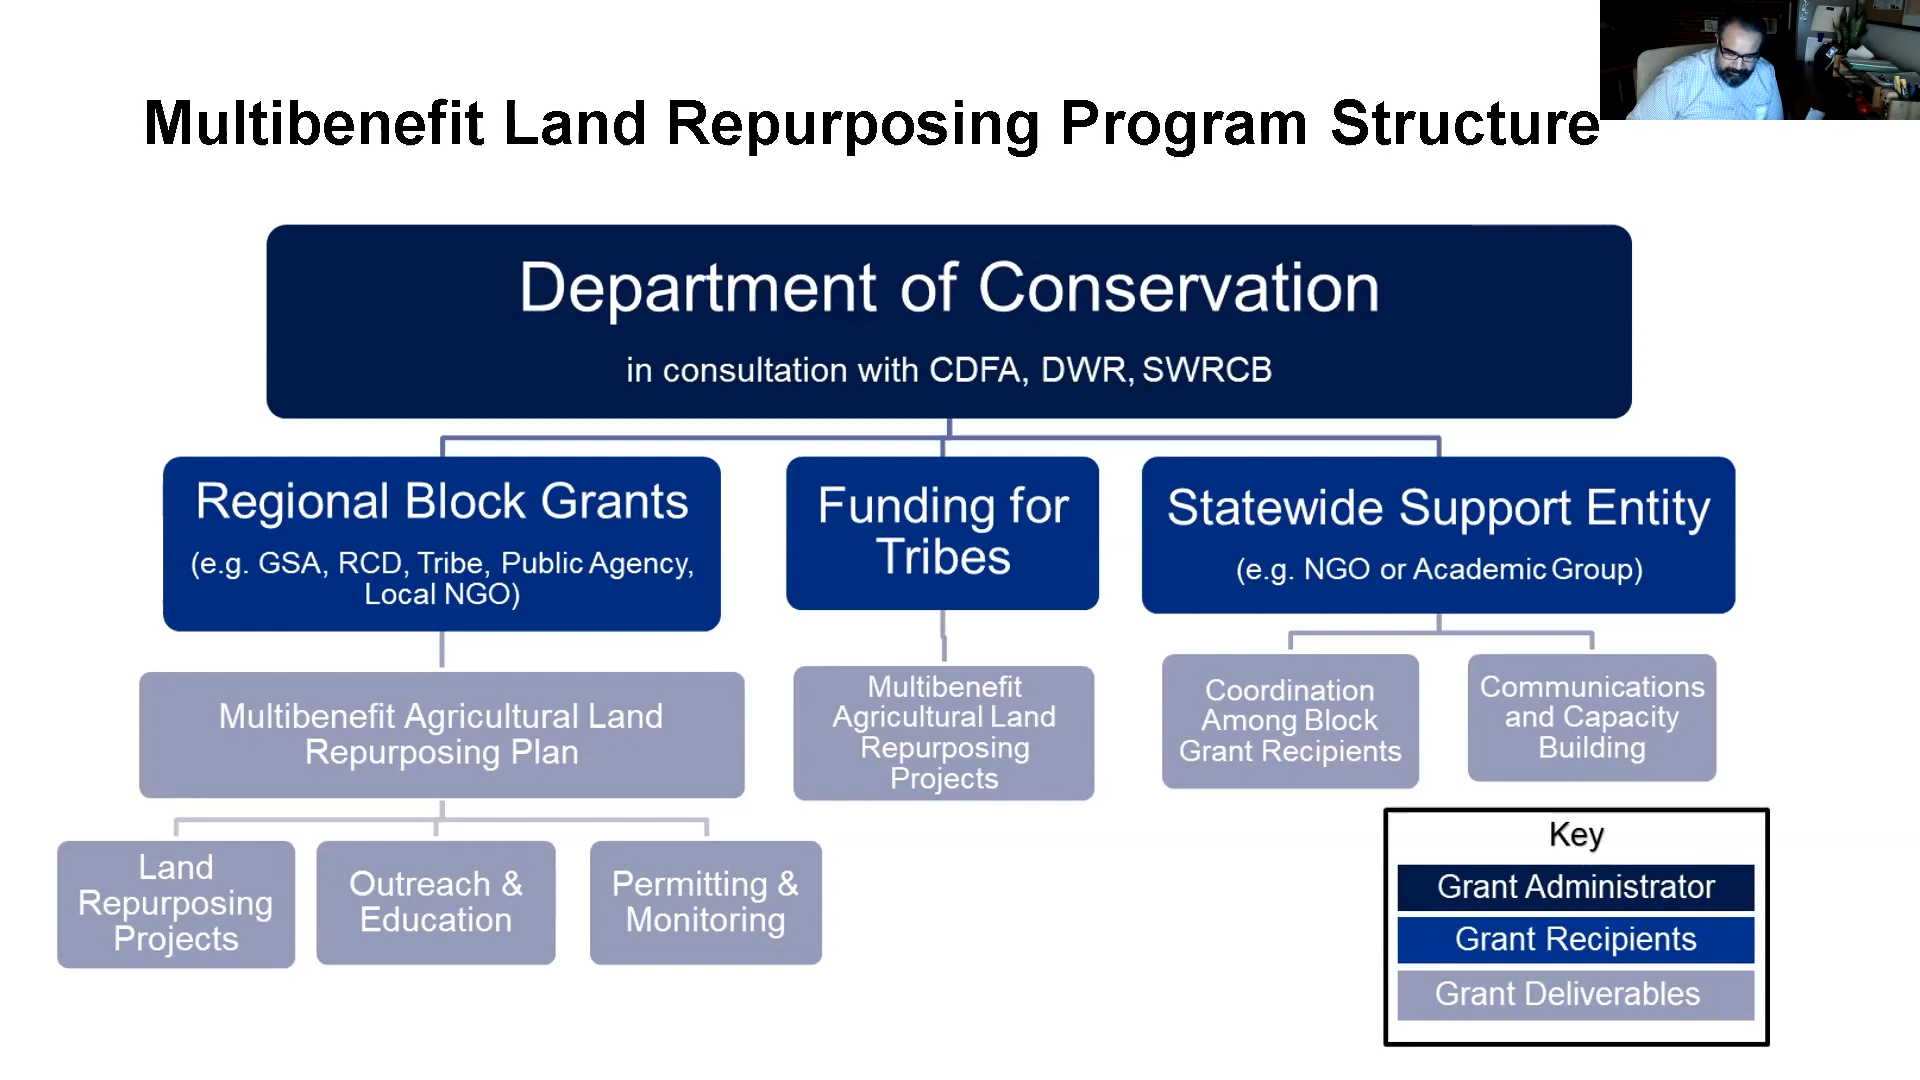 Multibenefit Land Repurposing Program Structure
Department of Conservation
in consultation with CDFA, DWR, SWRCB
Regional Block Grants
(e.g. GSA, RCD, Tribe, Public Agency,
Local NGO)
Funding for
Tribes
Statewide Support Entity
(e.g. NGO or Academic Group)
Multibenefit Agricultural Land
Repurposing Plan
Multibenefit
Agricultural Land
Repurposing
Projects
Coordination
Among Block
Grant Recipients
Communications
and Capacity
Building
Land
Repurposing
Projects
Outreach &
Education
Permitting &
Monitoring
Key
Grant Administrator
Grant Recipients
Grant Deliverables